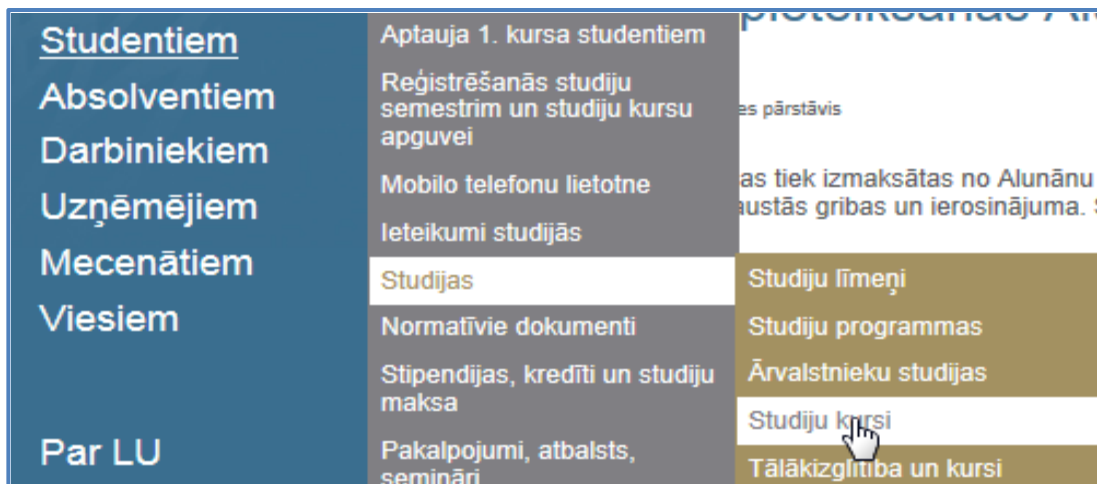 Studentiem
Absolventiem
Darbiniekiem
Uzņēmējiem
Mecenātiem
Viesiem
Par LU
Aptauja 1. kursa studentiem
Reģistrēšanās studiju
semestrim un studiju kursu
apguvei
Mobilo telefonu lietotne
Ieteikumi studijās
Studijas
Normatīvie dokumenti
Stipendijas, kredīti un studiju
maksa
Pakalpojumi, atbalsts,
semināri
es pārstāvis
as tiek izmaksātas no Alunānu
austās gribas un ierosinājuma.
Studiju līmeņi
Studiju programmas
Ārvalstnieku studijas
Studiju kursi
Tālākizglītība un kursi